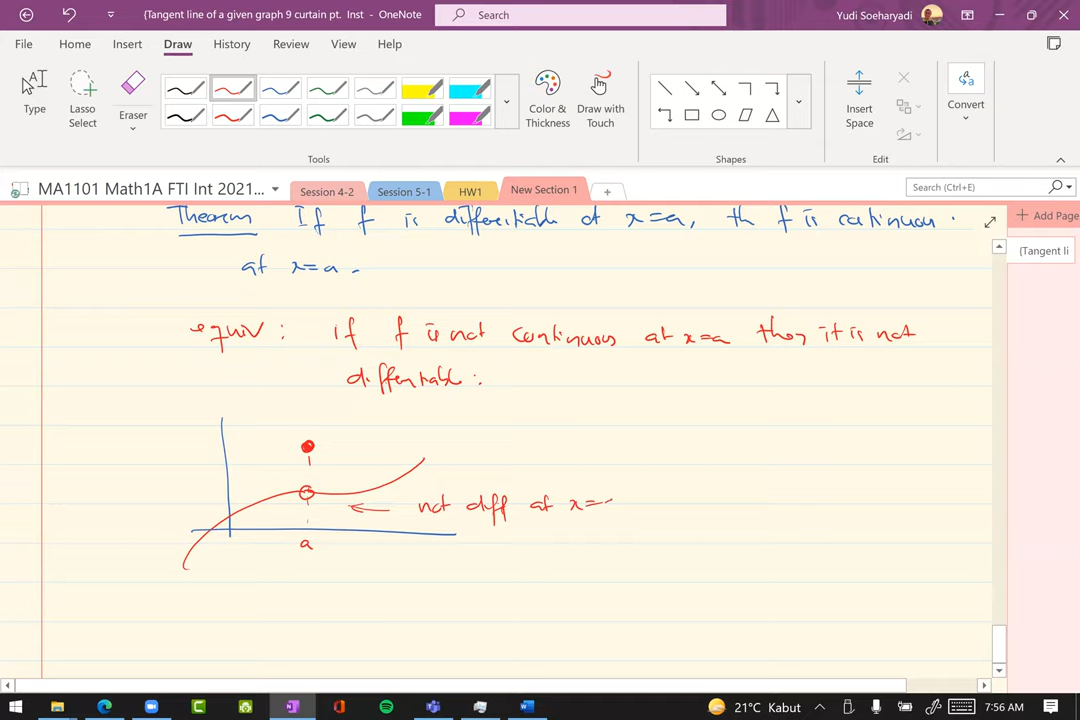 (Tangent line of a given graph 9 curtain pt. Inst - OneNote
Search
Yudi Soeharyadi
File Home Insert Draw History Review View Help
Type
Lasso Select
Eraser
Color & Thickness
Draw with Touch
Insert Space
Convert
Tools
Shapes
Edit
MA1101 Math1A FTI Int 2021...
Session 4-2
Session 5-1
HW1
New Section 1
+
Search (Ctrl+E)
+ Add Page
(Tangent li
Theorem If f is differentiable at x=a, th f is continuous
at x=a.
equiv : if f is not continuous at x=a then it is not
differtiable.
a
not diff at x=
21°C Kabut
7:56 AM